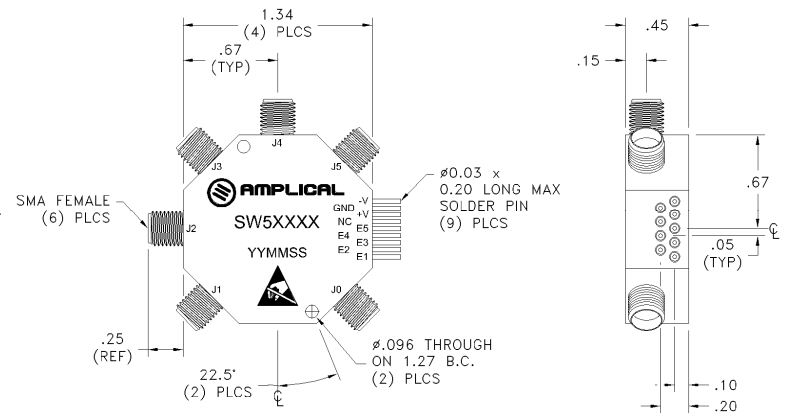 1.34
(4) PLCS
.67
(TYP)
.45
.15
J4
J3
J5
AMPLICAL
SW5XXXX
YYMMSS
-V
GND
+V
NC
E5
E4
E3
E2
E1
J2
J1
J0
SMA FEMALE
(6) PLCS
ø0.03 x
0.20 LONG MAX
SOLDER PIN
(9) PLCS
.67
.05
(TYP)
.25
(REF)
22.5°
(2) PLCS
ø.096 THROUGH
ON 1.27 B.C.
(2) PLCS
.10
.20